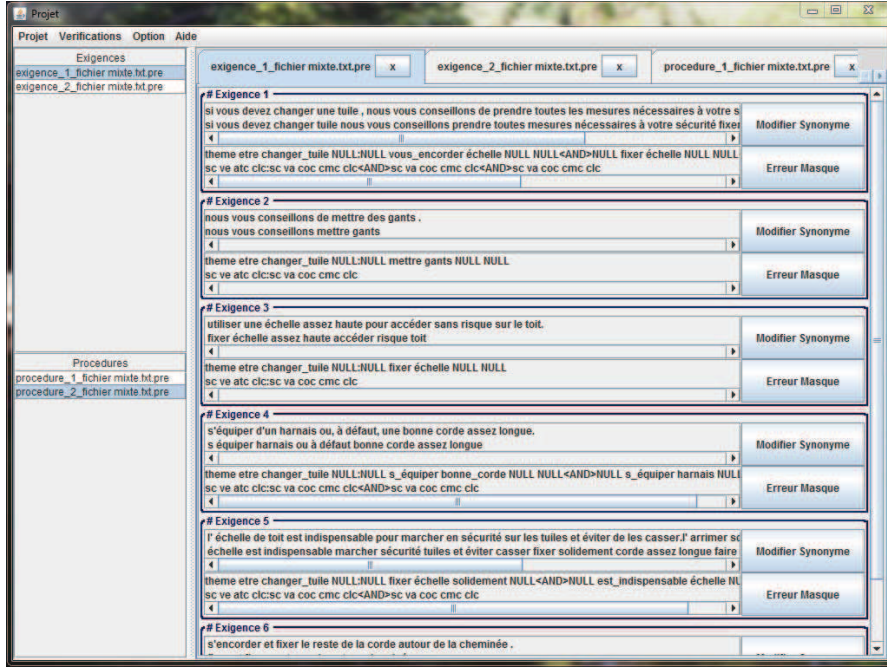 Projet
Projet Verifications Option Aide
Exigences
exigence_1_fichier mixte.txt.pre
exigence_2_fichier mixte.txt.pre
Procedures
procedure_1_fichier mixte.txt.pre
procedure_2_fichier mixte.txt.pre
exigence_1_fichier mixte.txt.pre x exigence_2_fichier mixte.txt.pre x procedure_1_fichier mixte.txt.pre x
# Exigence 1
si vous devez changer une tuile , nous vous conseillons de prendre toutes les mesures nécessaires à votre s
si vous devez changer tuile nous vous conseillons prendre toutes mesures nécessaires à votre sécurité fixer
Modifier Synonyme
theme etre changer_tuile NULL:NULL vous_encorder échelle NULL NULL<AND>NULL fixer échelle NULL NULL
sc ve atc clc:sc va coc cmc clc<AND>sc va coc cmc clc<AND>sc va coc cmc clc
Erreur Masque
# Exigence 2
nous vous conseillons de mettre des gants .
nous vous conseillons mettre gants
Modifier Synonyme
theme etre changer_tuile NULL:NULL mettre gants NULL NULL
sc ve atc clc:sc va coc cmc clc
Erreur Masque
# Exigence 3
utiliser une échelle assez haute pour accéder sans risque sur le toit.
fixer échelle assez haute accéder risque toit
Modifier Synonyme
theme etre changer_tuile NULL:NULL fixer échelle NULL NULL
sc ve atc clc:sc va coc cmc clc
Erreur Masque
# Exigence 4
s'équiper d'un harnais ou, à défaut, une bonne corde assez longue.
s équiper harnais ou à défaut bonne corde assez longue
Modifier Synonyme
theme etre changer_tuile NULL:NULL s_équiper bonne_corde NULL NULL<AND>NULL s_équiper harnais NULL
sc ve atc clc:sc va coc cmc clc<AND>sc va coc cmc clc
Erreur Masque
# Exigence 5
l' échelle de toit est indispensable pour marcher en sécurité sur les tuiles et éviter de les casser.l' arrimer so
échelle est indispensable marcher sécurité tuiles et éviter casser fixer solidement corde assez longue faire
Modifier Synonyme
theme etre changer_tuile NULL:NULL fixer échelle solidement NULL<AND>NULL est_indispensable échelle NU
sc ve atc clc:sc va coc cmc clc<AND>sc va coc cmc clc
Erreur Masque
# Exigence 6
s'encorder et fixer le reste de la corde autour de la cheminée .